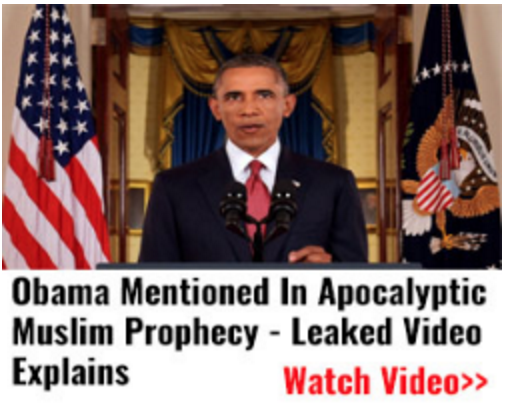 Obama Mentioned In Apocalyptic
Muslim Prophecy - Leaked Video
Explains
Watch Video>>